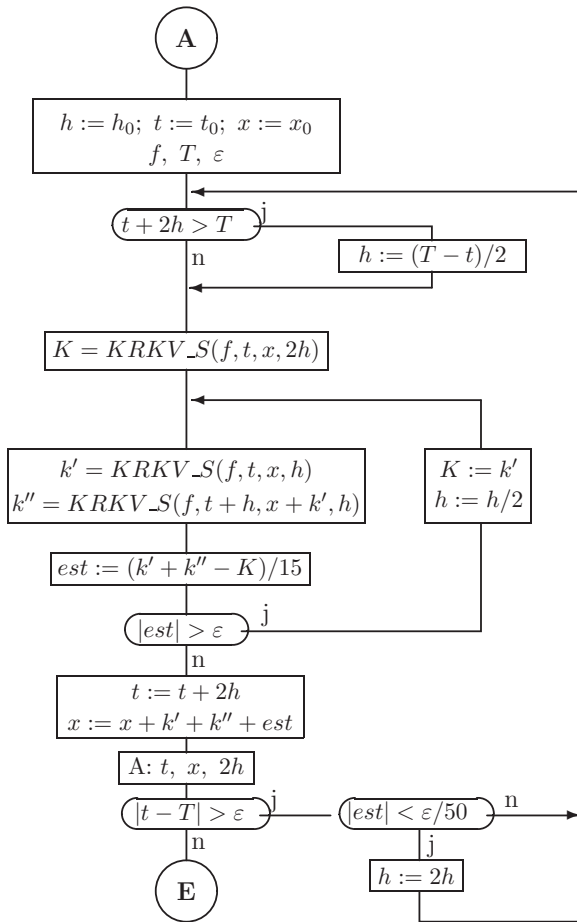 A
h := h₀; t := t₀; x := x₀
f, T, ε
t + 2h > T
j
h := (T − t)/2
n
K = KRKV_S(f, t, x, 2h)
k′ = KRKV_S(f, t, x, h)
k″ = KRKV_S(f, t + h, x + k′, h)
K := k′
h := h/2
est := (k′ + k″ − K)/15
|est| > ε
j
n
t := t + 2h
x := x + k′ + k″ + est
A: t, x, 2h
|t − T| > ε
j
|est| < ε/50
n
n
j
h := 2h
E